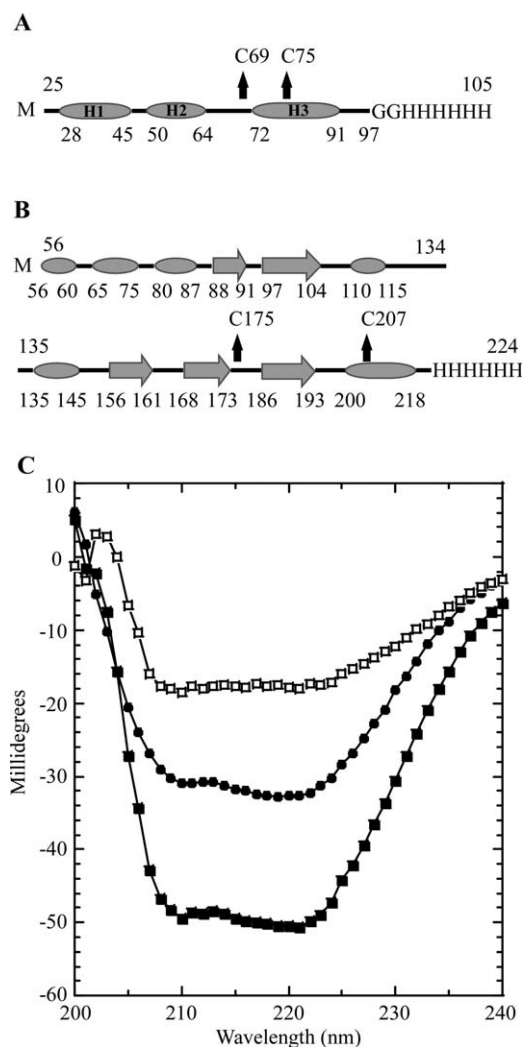 A
C69 C75
25 105
M H1 H2 H3 GGHHHHHH
28 45 50 64 72 91 97
B
56 134
M
56 60 65 75 80 87 88 91 97 104 110 115
C175 C207
135 224
HHHHHH
135 145 156 161 168 173 186 193 200 218
C
10
0
-10
-20
-30
-40
-50
-60
Millidegrees
200 210 220 230 240
Wavelength (nm)